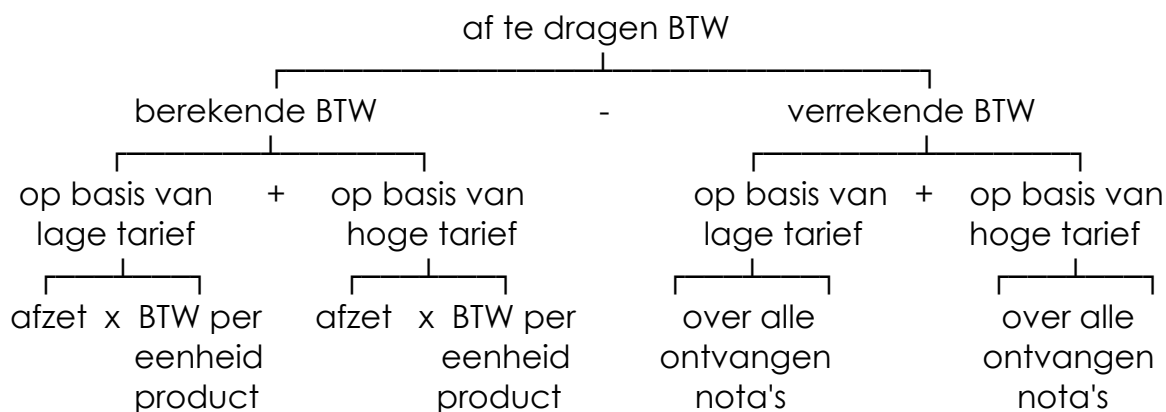 af te dragen BTW
berekende BTW - verrekende BTW
op basis van + op basis van op basis van + op basis van
lage tarief hoge tarief lage tarief hoge tarief
afzet x BTW per afzet x BTW per over alle over alle
eenheid eenheid ontvangen ontvangen
product product nota's nota's